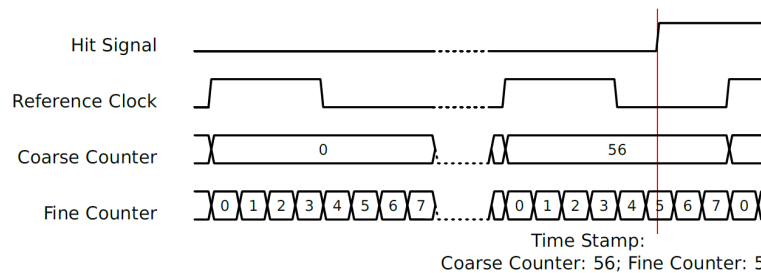 Hit Signal
Reference Clock
Coarse Counter 0 56
Fine Counter 0 1 2 3 4 5 6 7 0 1 2 3 4 5 6 7 0
Time Stamp:
Coarse Counter: 56; Fine Counter: 5